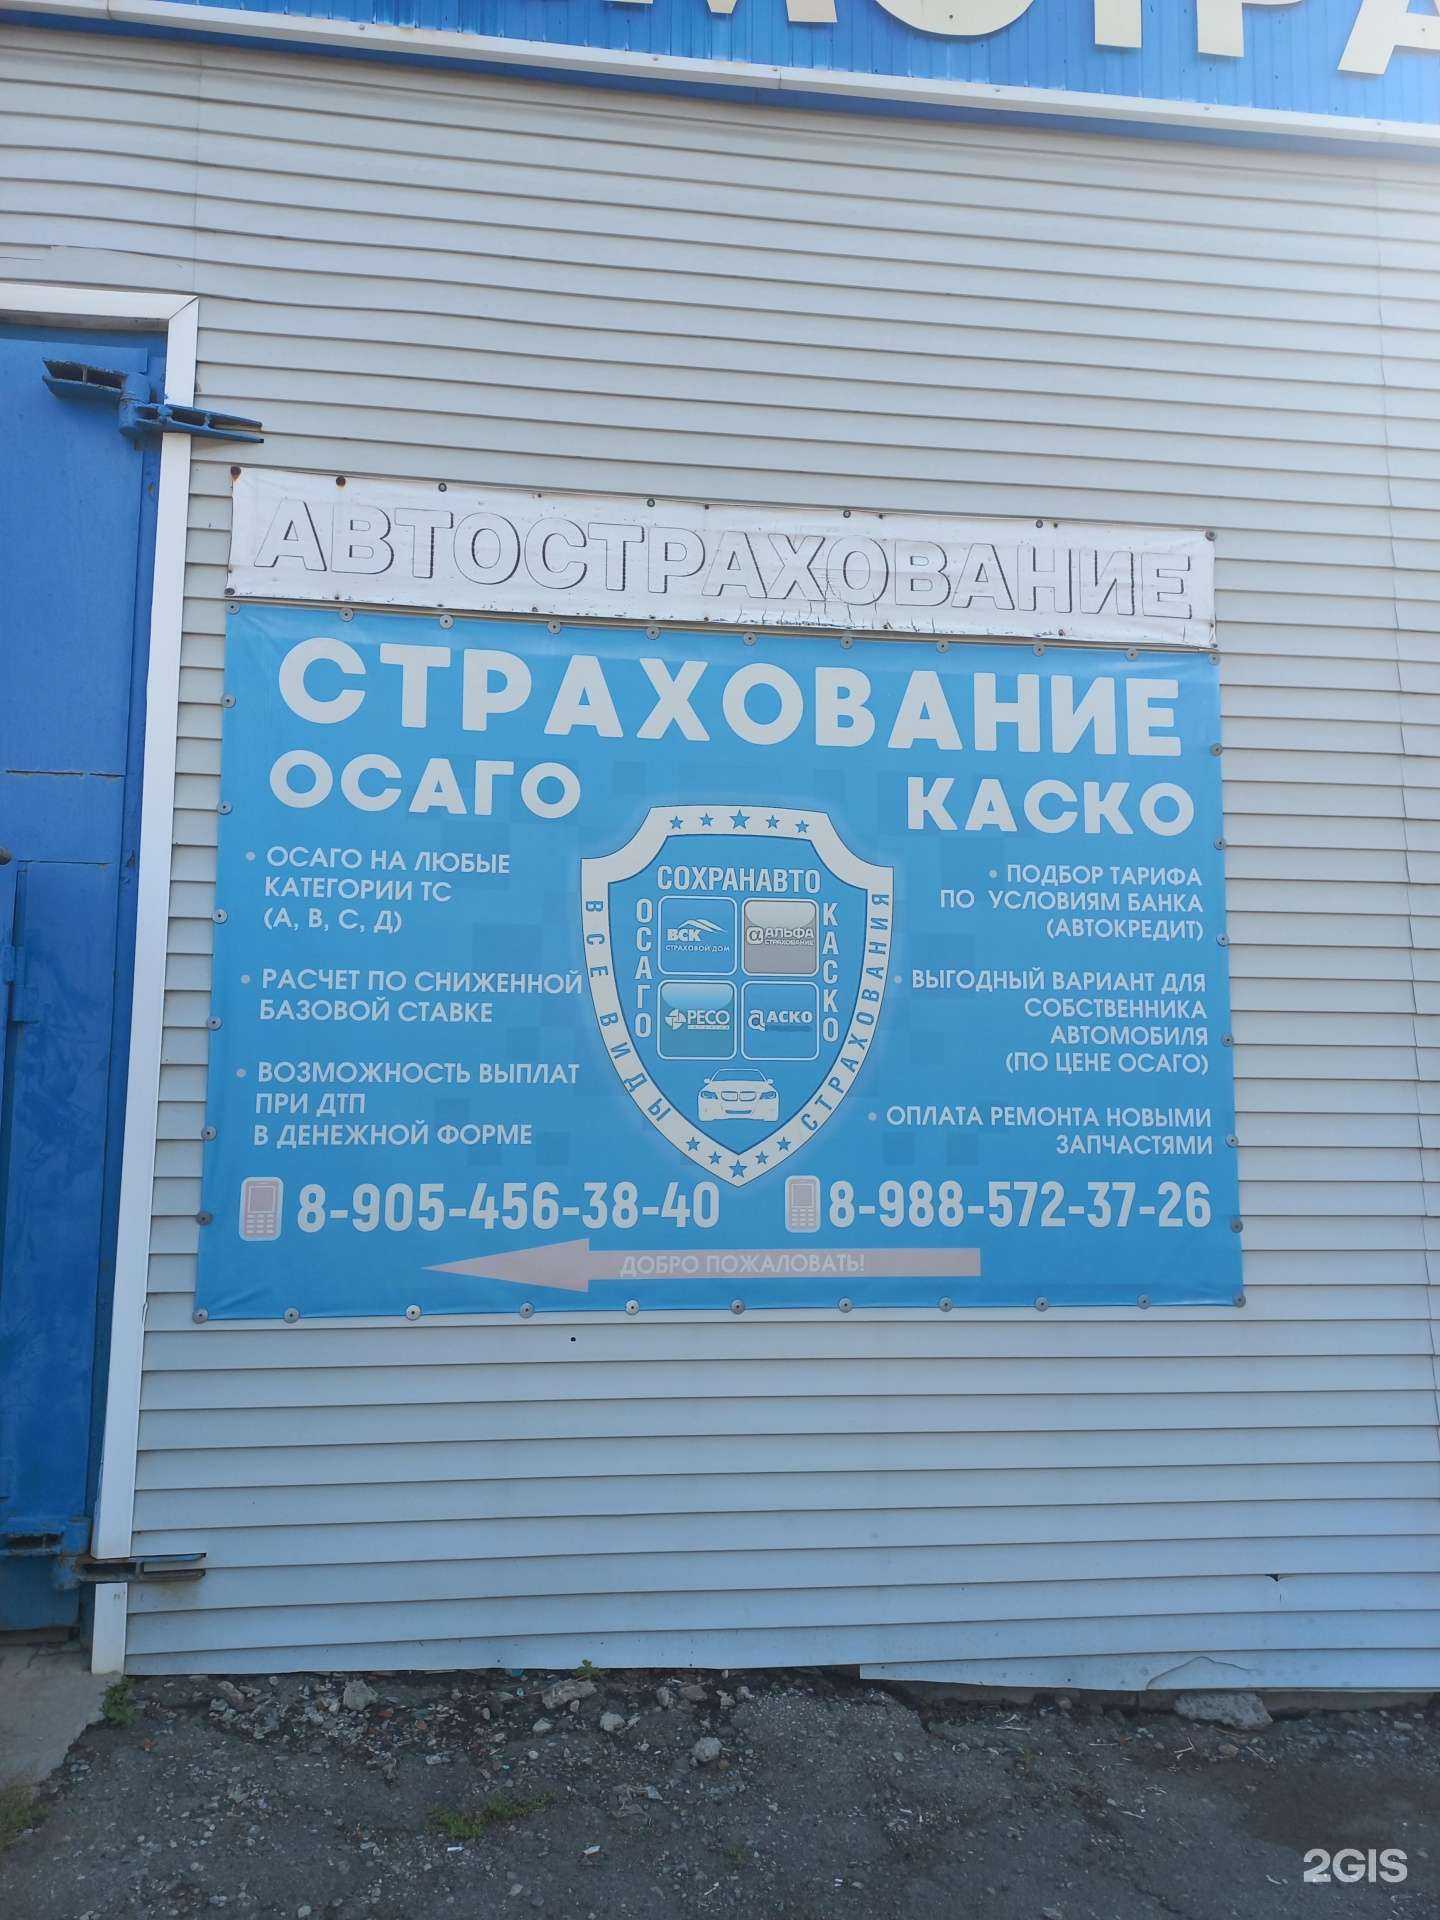 АВТОСТРАХОВАНИЕ
СТРАХОВАНИЕ
ОСАГО
КАСКО
• ОСАГО НА ЛЮБЫЕ
КАТЕГОРИИ ТС
(А, В, С, Д)
• РАСЧЕТ ПО СНИЖЕННОЙ
БАЗОВОЙ СТАВКЕ
• ВОЗМОЖНОСТЬ ВЫПЛАТ
ПРИ ДТП
В ДЕНЕЖНОЙ ФОРМЕ
СОХРАНАВТО
ОСАГО
КАСКО
ВСК
СТРАХОВОЙ ДОМ
АЛЬФА
СТРАХОВАНИЕ
РЕСО
АСКО
ВСЕ ВИДЫ
СТРАХОВАНИЯ
• ПОДБОР ТАРИФА
ПО УСЛОВИЯМ БАНКА
(АВТОКРЕДИТ)
• ВЫГОДНЫЙ ВАРИАНТ ДЛЯ
СОБСТВЕННИКА
АВТОМОБИЛЯ
(ПО ЦЕНЕ ОСАГО)
• ОПЛАТА РЕМОНТА НОВЫМИ
ЗАПЧАСТЯМИ
8-905-456-38-40
8-988-572-37-26
ДОБРО ПОЖАЛОВАТЬ!
2GIS